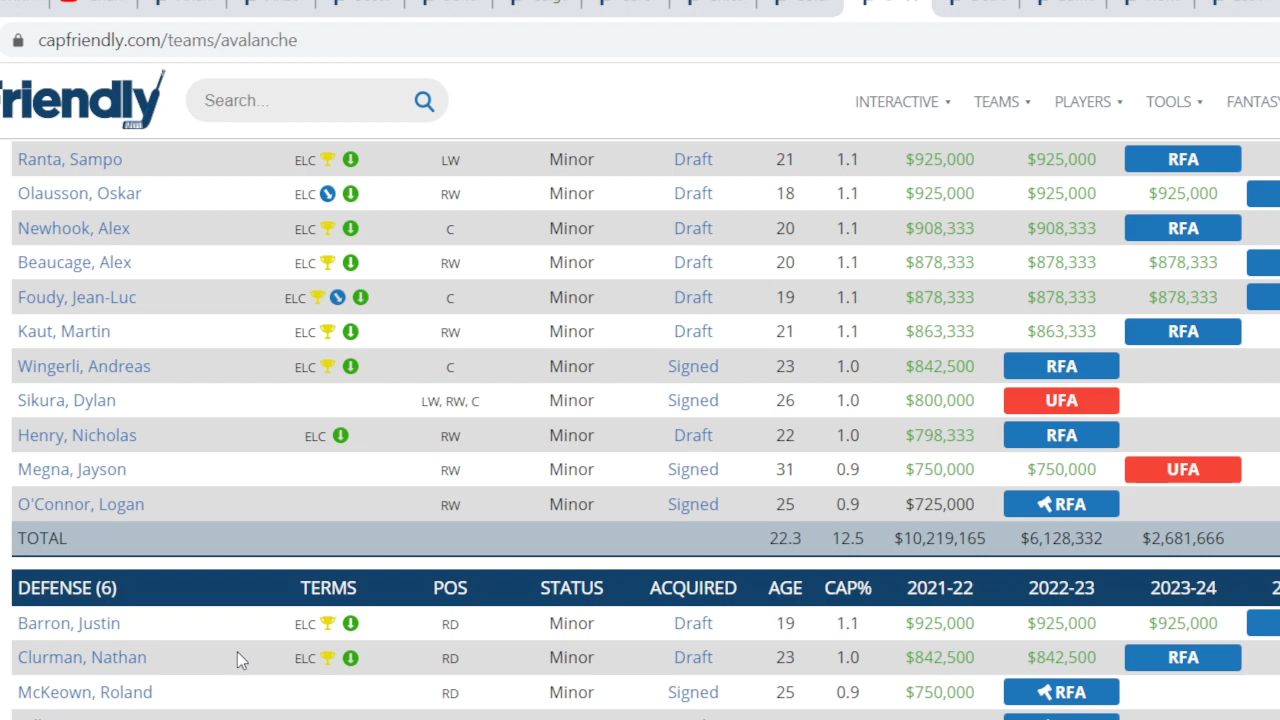 capfriendly.com/teams/avalanche
Friendly Search... INTERACTIVE TEAMS PLAYERS TOOLS FANTASY
Ranta, Sampo ELC LW Minor Draft 21 1.1 $925,000 $925,000 RFA
Olausson, Oskar ELC RW Minor Draft 18 1.1 $925,000 $925,000 $925,000
Newhook, Alex ELC C Minor Draft 20 1.1 $908,333 $908,333 RFA
Beaucage, Alex ELC RW Minor Draft 20 1.1 $878,333 $878,333 $878,333
Foudy, Jean-Luc ELC C Minor Draft 19 1.1 $878,333 $878,333 $878,333
Kaut, Martin ELC RW Minor Draft 21 1.1 $863,333 $863,333 RFA
Wingerli, Andreas ELC C Minor Signed 23 1.0 $842,500 RFA
Sikura, Dylan LW, RW, C Minor Signed 26 1.0 $800,000 UFA
Henry, Nicholas ELC RW Minor Draft 22 1.0 $798,333 RFA
Megna, Jayson RW Minor Signed 31 0.9 $750,000 $750,000 UFA
O'Connor, Logan RW Minor Signed 25 0.9 $725,000 RFA
TOTAL 22.3 12.5 $10,219,165 $6,128,332 $2,681,666
DEFENSE (6) TERMS POS STATUS ACQUIRED AGE CAP% 2021-22 2022-23 2023-24 2
Barron, Justin ELC RD Minor Draft 19 1.1 $925,000 $925,000 $925,000
Clurman, Nathan ELC RD Minor Draft 23 1.0 $842,500 $842,500 RFA
McKeown, Roland RD Minor Signed 25 0.9 $750,000 RFA